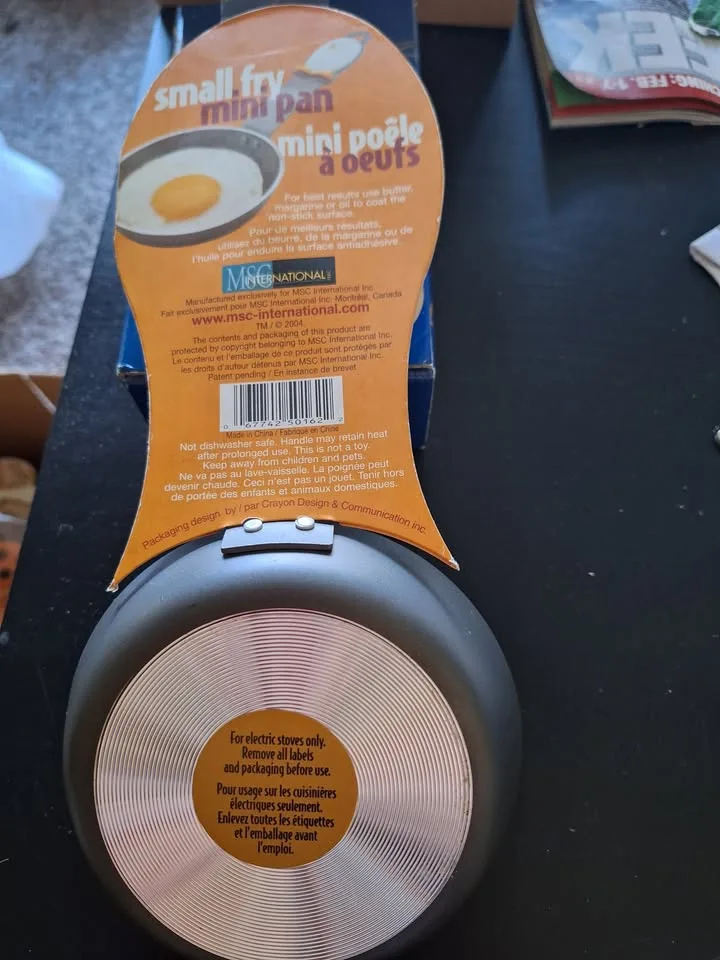 small fry
mini pan
mini poêle
à oeufs
For best results use butter,
margarine or oil to coat the
non-stick surface.
Pour de meilleurs résultats,
utilisez du beurre, de la margarine ou de
l'huile pour enduire la surface antiadhésive.
MSC INTERNATIONAL
Manufactured exclusively for MSC International Inc.
Fait exclusivement pour MSC International Inc. Montréal, Canada
www.msc-international.com
TM / © 2004.
The contents and packaging of this product are
protected by copyright belonging to MSC International Inc.
Le contenu et l'emballage de ce produit sont protégés par
les droits d'auteur détenus par MSC International Inc.
Patent pending / En instance de brevet
0 67742 50162 2
Made in China / Fabriqué en Chine
Not dishwasher safe. Handle may retain heat
after prolonged use. This is not a toy.
Keep away from children and pets.
Ne va pas au lave-vaisselle. La poignée peut
devenir chaude. Ceci n'est pas un jouet. Tenir hors
de portée des enfants et animaux domestiques.
Packaging design by / par Crayon Design & Communication Inc.
For electric stoves only.
Remove all labels
and packaging before use.
Pour usage sur les cuisinières
électriques seulement.
Enlevez toutes les étiquettes
et l'emballage avant
l'emploi.